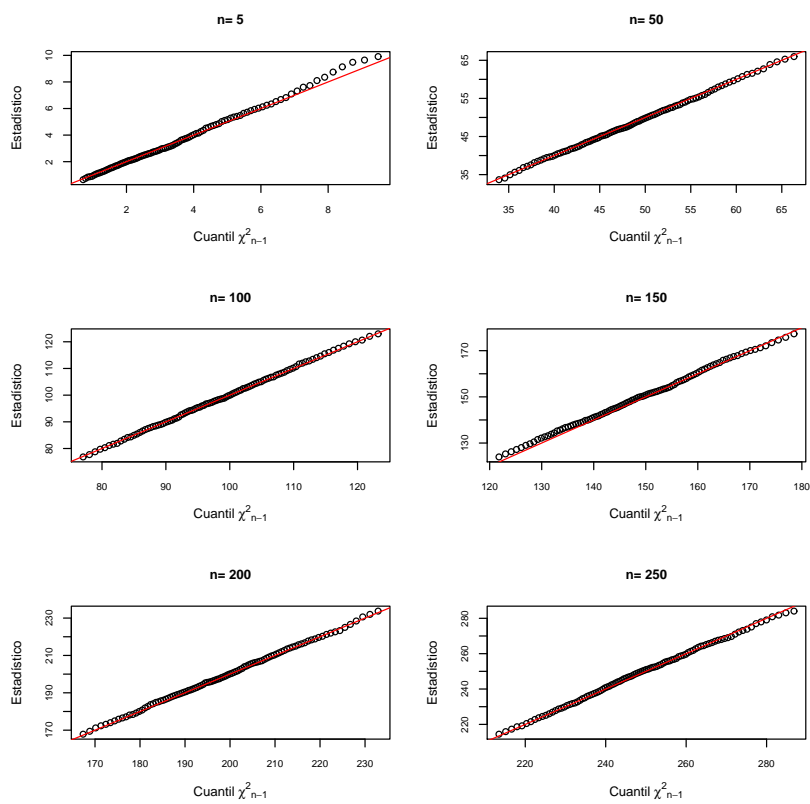 n= 5
Estadístico
2 4 6 8 10
2 4 6 8
Cuantil χ²ₙ₋₁
n= 50
Estadístico
35 45 55 65
35 40 45 50 55 60 65
Cuantil χ²ₙ₋₁
n= 100
Estadístico
80 90 100 110 120
80 90 100 110 120
Cuantil χ²ₙ₋₁
n= 150
Estadístico
130 150 170
120 130 140 150 160 170 180
Cuantil χ²ₙ₋₁
n= 200
Estadístico
170 190 210 230
170 180 190 200 210 220 230
Cuantil χ²ₙ₋₁
n= 250
Estadístico
220 240 260 280
220 240 260 280
Cuantil χ²ₙ₋₁